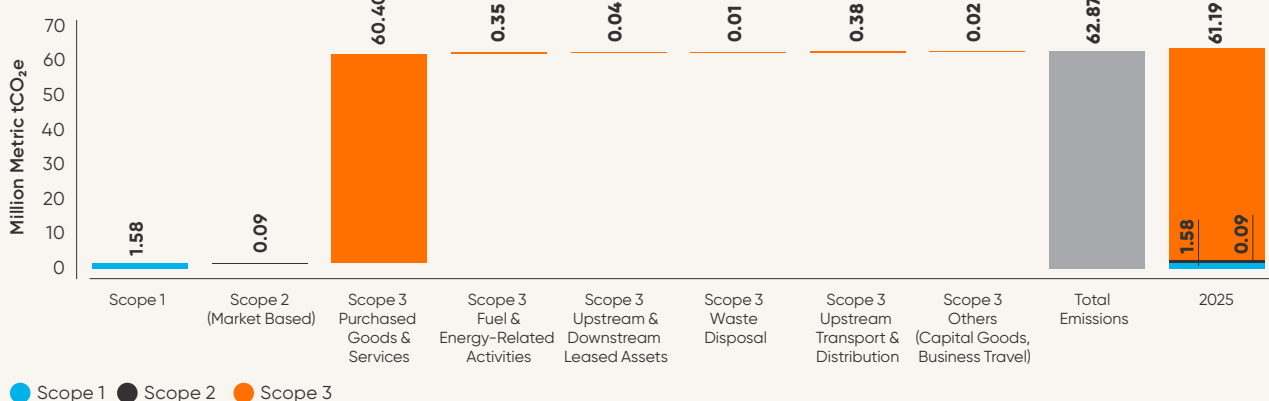 Million Metric tCO₂e
70
60
50
40
30
20
10
0
1.58
0.09
60.40
0.35
0.04
0.01
0.38
0.02
62.87
61.19
1.58
0.09
Scope 1
Scope 2
(Market Based)
Scope 3
Purchased
Goods &
Services
Scope 3
Fuel &
Energy-Related
Activities
Scope 3
Upstream &
Downstream
Leased Assets
Scope 3
Waste
Disposal
Scope 3
Upstream
Transport &
Distribution
Scope 3
Others
(Capital Goods,
Business Travel)
Total
Emissions
2025
Scope 1
Scope 2
Scope 3